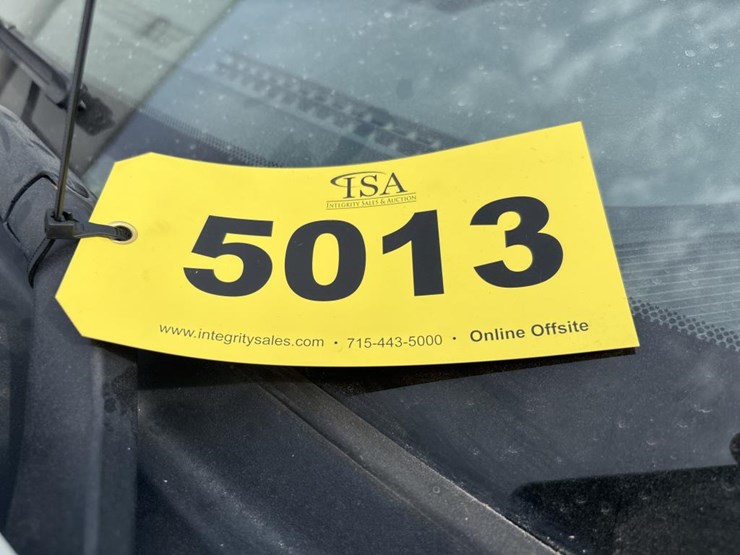 ISA
INTEGRITY SALES & AUCTION
5013
www.integritysales.com • 715-443-5000 • Online Offsite